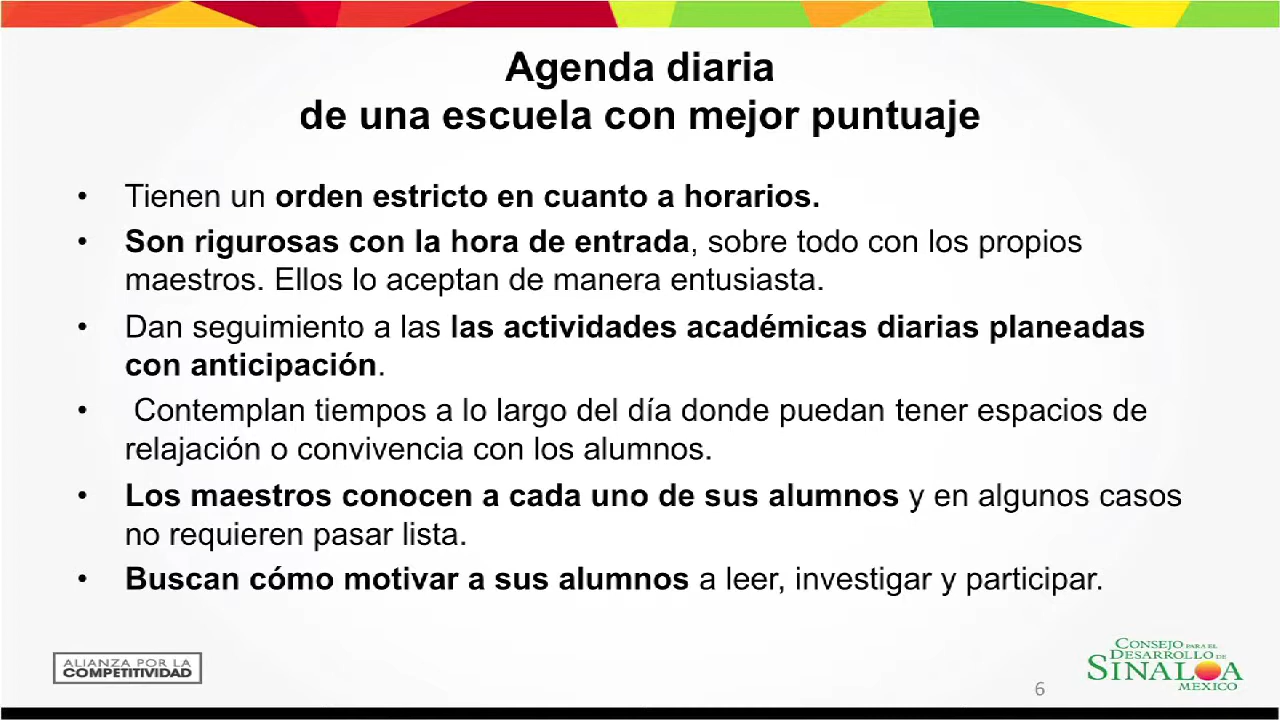 Agenda diaria
de una escuela con mejor puntuaje
• Tienen un orden estricto en cuanto a horarios.
• Son rigurosas con la hora de entrada, sobre todo con los propios
maestros. Ellos lo aceptan de manera entusiasta.
• Dan seguimiento a las las actividades académicas diarias planeadas
con anticipación.
• Contemplan tiempos a lo largo del día donde puedan tener espacios de
relajación o convivencia con los alumnos.
• Los maestros conocen a cada uno de sus alumnos y en algunos casos
no requieren pasar lista.
• Buscan cómo motivar a sus alumnos a leer, investigar y participar.
ALIANZA POR LA
COMPETITIVIDAD
6
CONSEJO PARA EL
DESARROLLO DE
SINALOA
MÉXICO